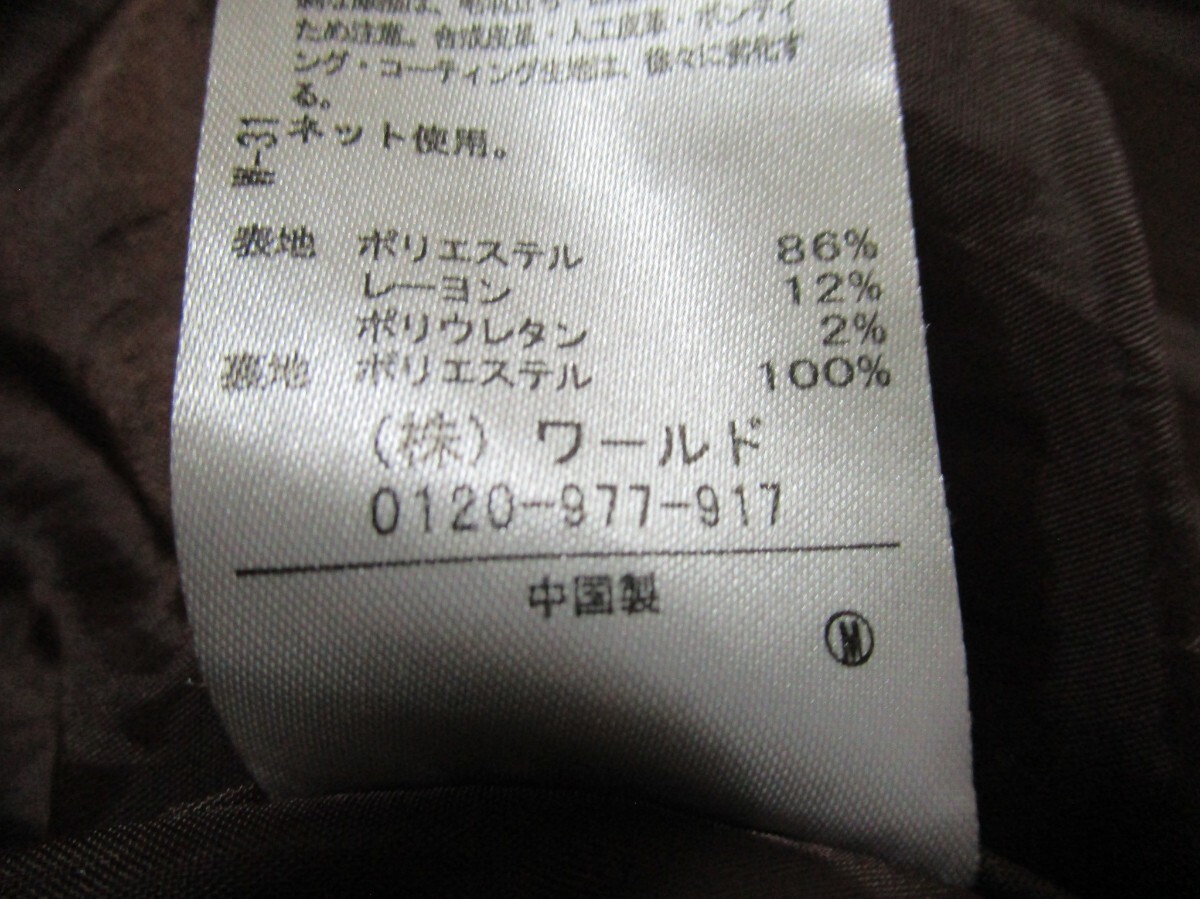 ため注意。合成皮革・人工皮革・ボンディ
ング・コーティング生地は、徐々に劣化す
る。
ネット使用。
表地 ポリエステル 86%
レーヨン 12%
ポリウレタン 2%
裏地 ポリエステル 100%
(株) ワールド
0120-977-917
中国製
M